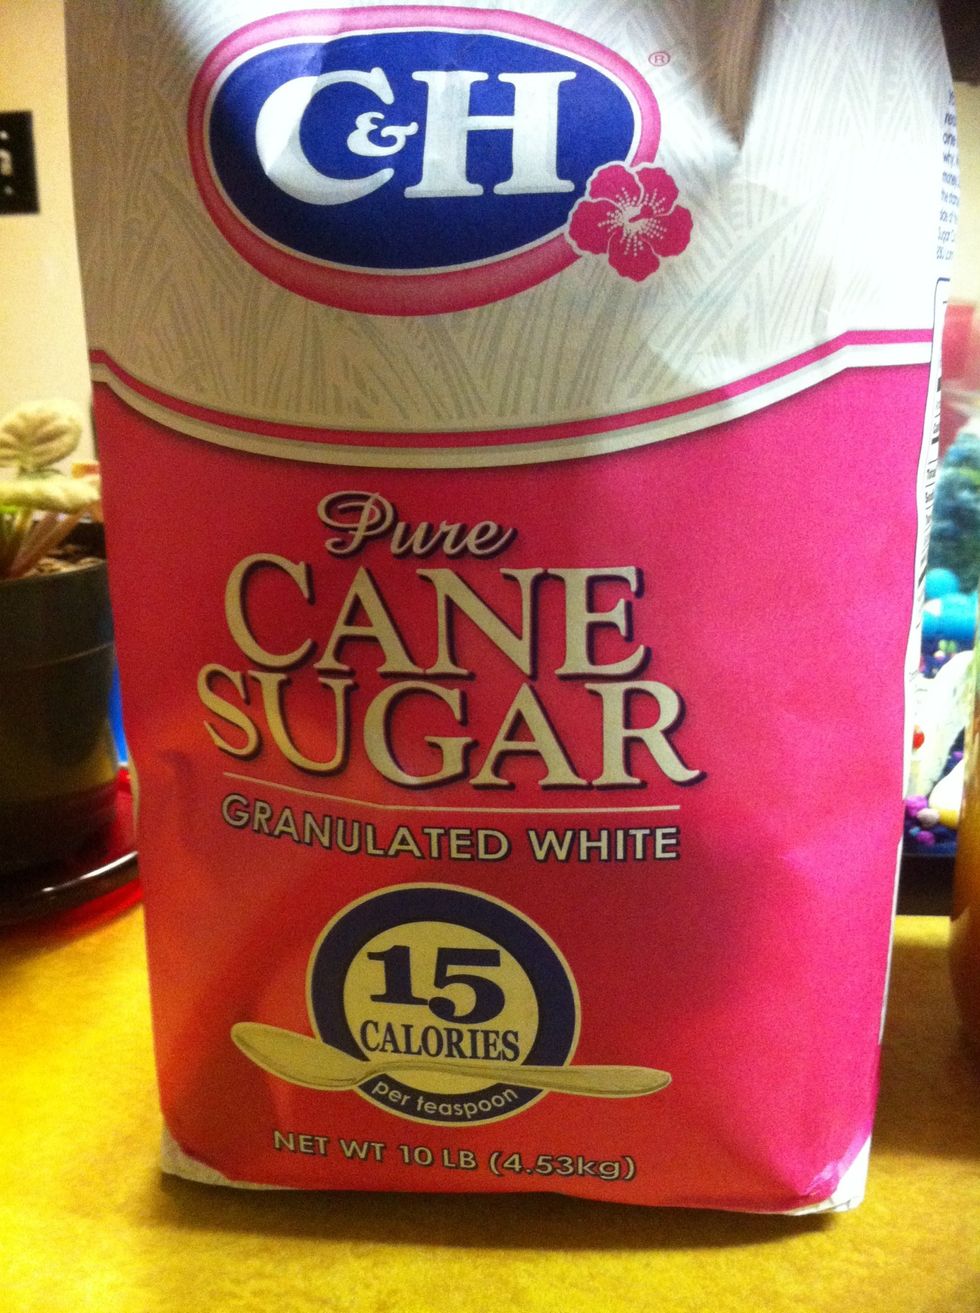 C&H®
Pure
CANE
SUGAR
GRANULATED WHITE
15
CALORIES
per teaspoon
NET WT 10 LB (4.53kg)